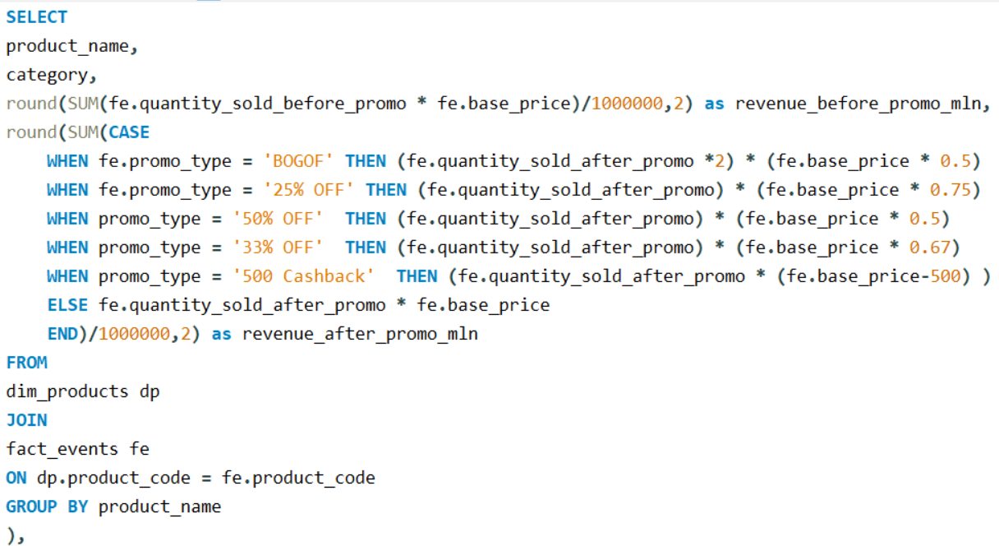 SELECT
product_name,
category,
round(SUM(fe.quantity_sold_before_promo * fe.base_price)/1000000,2) as revenue_before_promo_mln,
round(SUM(CASE
    WHEN fe.promo_type = 'BOGOF' THEN (fe.quantity_sold_after_promo *2) * (fe.base_price * 0.5)
    WHEN fe.promo_type = '25% OFF' THEN (fe.quantity_sold_after_promo) * (fe.base_price * 0.75)
    WHEN promo_type = '50% OFF'  THEN (fe.quantity_sold_after_promo) * (fe.base_price * 0.5)
    WHEN promo_type = '33% OFF'  THEN (fe.quantity_sold_after_promo) * (fe.base_price * 0.67)
    WHEN promo_type = '500 Cashback'  THEN (fe.quantity_sold_after_promo * (fe.base_price-500) )
    ELSE fe.quantity_sold_after_promo * fe.base_price
    END)/1000000,2) as revenue_after_promo_mln
FROM
dim_products dp
JOIN
fact_events fe
ON dp.product_code = fe.product_code
GROUP BY product_name
),